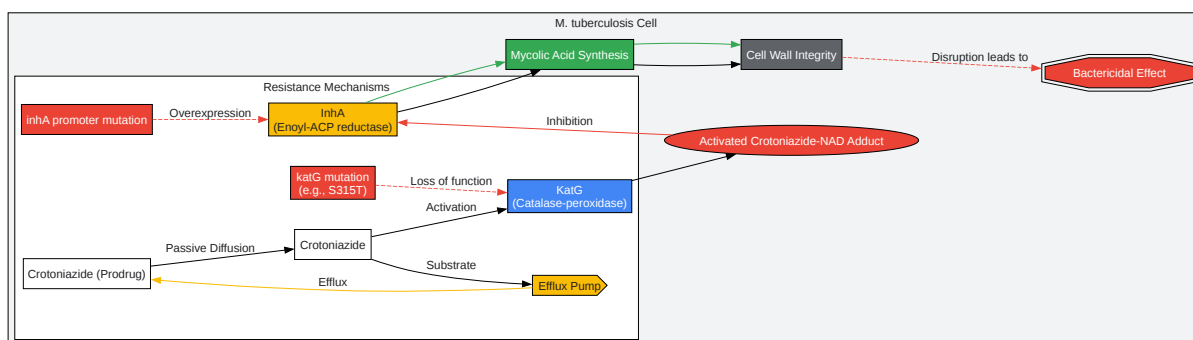 M. tuberculosis Cell
Mycolic Acid Synthesis
Cell Wall Integrity
Disruption leads to
Bactericidal Effect
Resistance Mechanisms
inhA promoter mutation
Overexpression
InhA
(Enoyl-ACP reductase)
Inhibition
Activated Crotoniazide-NAD Adduct
katG mutation
(e.g., S315T)
Loss of function
KatG
(Catalase-peroxidase)
Activation
Passive Diffusion
Crotoniazide
Crotoniazide (Prodrug)
Substrate
Efflux
Efflux Pump